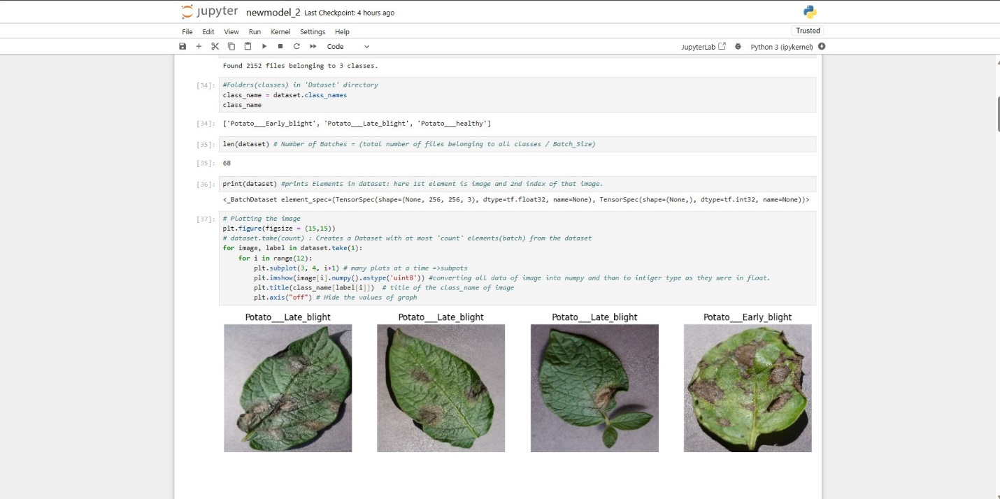 jupyter newmodel_2 Last Checkpoint: 4 hours ago
File Edit View Run Kernel Settings Help
Trusted
Code
JupyterLab
Python 3 (ipykernel)
Found 2152 files belonging to 3 classes.
[34]: #Folders(classes) in 'Dataset' directory
class_name = dataset.class_names
class_name
[34]: ['Potato___Early_blight', 'Potato___Late_blight', 'Potato___healthy']
[35]: len(dataset) # Number of Batches = (total number of files belonging to all classes / Batch_Size)
[35]: 68
[36]: print(dataset) #prints Elements in dataset: here 1st element is image and 2nd index of that image.
<_BatchDataset element_spec=(TensorSpec(shape=(None, 256, 256, 3), dtype=tf.float32, name=None), TensorSpec(shape=(None,), dtype=tf.int32, name=None))>
[37]: # Plotting the image
plt.figure(figsize = (15,15))
# dataset.take(count) : Creates a Dataset with at most 'count' elements(batch) from the dataset
for image, label in dataset.take(1):
    for i in range(12):
        plt.subplot(3, 4, i+1) # many plots at a time =>subpots
        plt.imshow(image[i].numpy().astype('uint8')) #converting all data of image into numpy and than to intiger type as they were in float.
        plt.title(class_name[label[i]])  # title of the class_name of image
        plt.axis("off") # Hide the values of graph
Potato___Late_blight
Potato___Late_blight
Potato___Late_blight
Potato___Early_blight